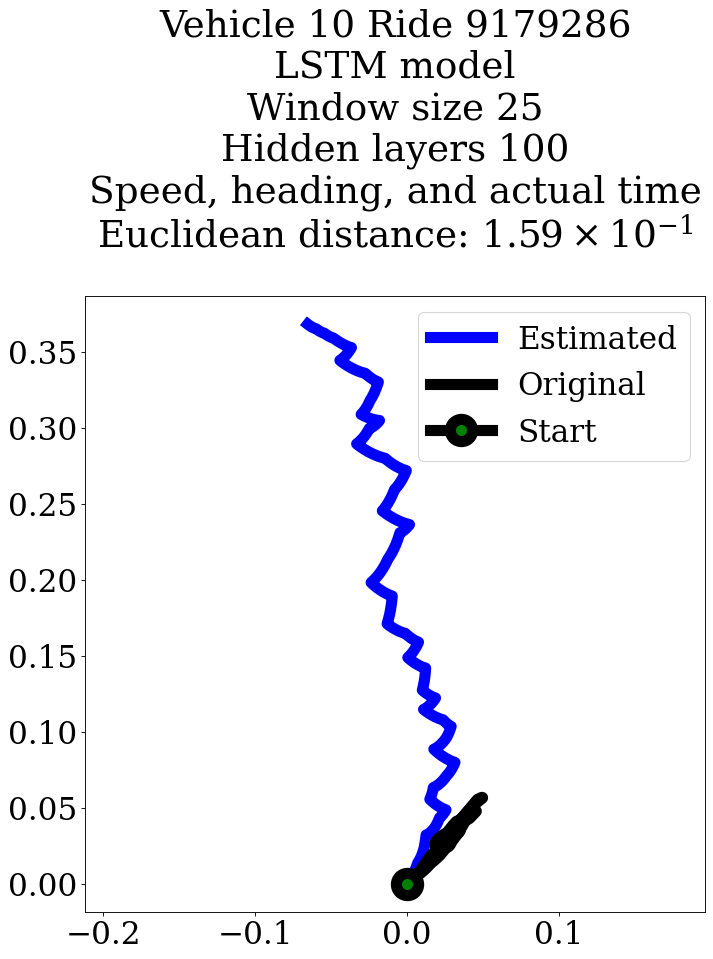 Vehicle 10 Ride 9179286
LSTM model
Window size 25
Hidden layers 100
Speed, heading, and actual time
Euclidean distance: 1.59 × 10⁻¹
Estimated
Original
Start
0.35
0.30
0.25
0.20
0.15
0.10
0.05
0.00
−0.2
−0.1
0.0
0.1